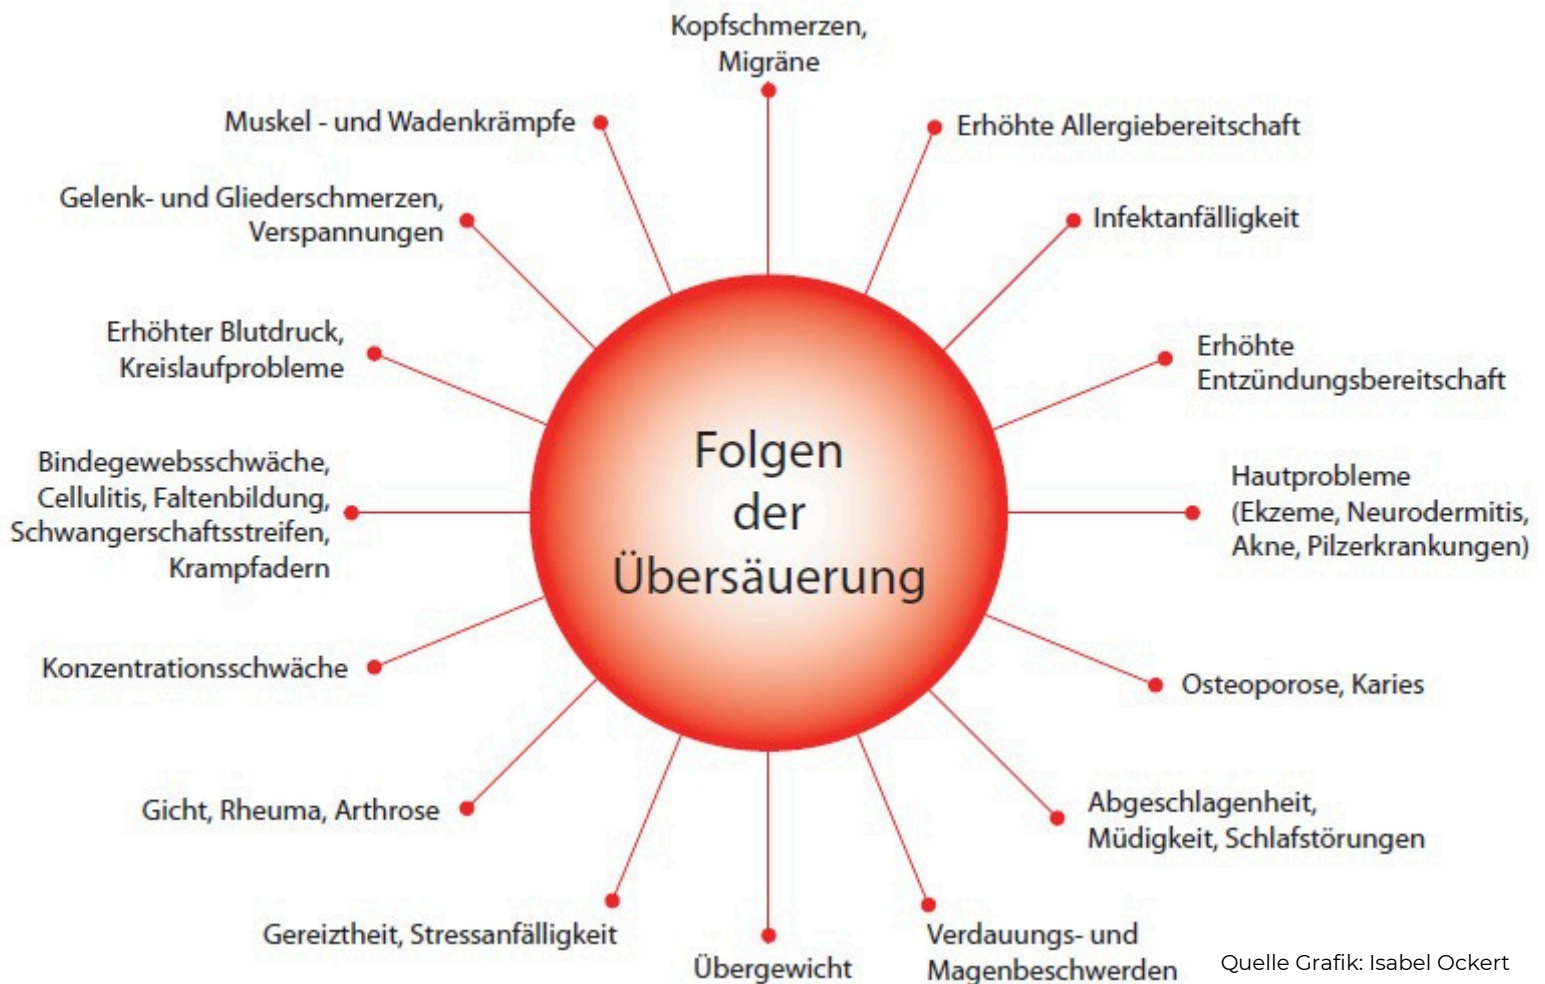 Kopfschmerzen,
Migräne
Erhöhte Allergiebereitschaft
Infektanfälligkeit
Erhöhte
Entzündungsbereitschaft
Hautprobleme
(Ekzeme, Neurodermitis,
Akne, Pilzerkrankungen)
Osteoporose, Karies
Abgeschlagenheit,
Müdigkeit, Schlafstörungen
Verdauungs- und
Magenbeschwerden
Übergewicht
Gereiztheit, Stressanfälligkeit
Gicht, Rheuma, Arthrose
Konzentrationsschwäche
Bindegewebsschwäche,
Cellulitis, Faltenbildung,
Schwangerschaftsstreifen,
Krampfadern
Erhöhter Blutdruck,
Kreislaufprobleme
Gelenk- und Gliederschmerzen,
Verspannungen
Muskel - und Wadenkrämpfe
Folgen
der
Übersäuerung
Quelle Grafik: Isabel Ockert